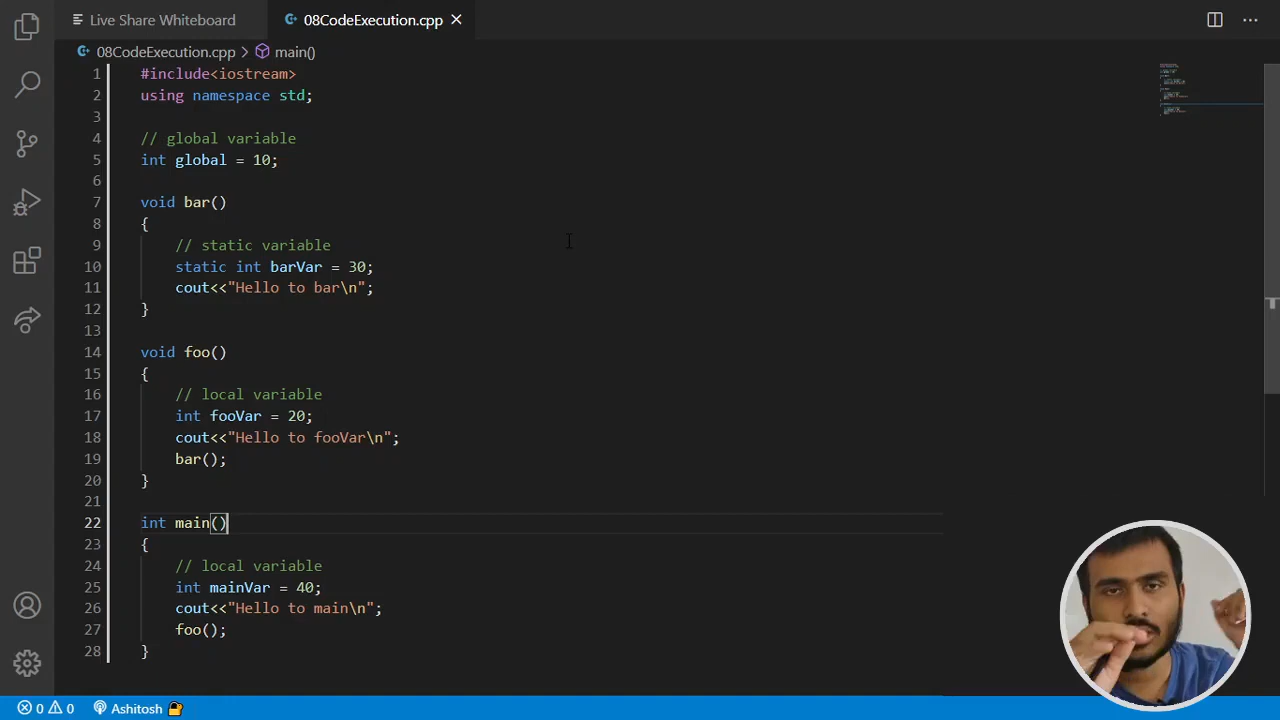 Live Share Whiteboard
08CodeExecution.cpp
08CodeExecution.cpp > main()
1 #include<iostream>
2 using namespace std;
3
4 // global variable
5 int global = 10;
6
7 void bar()
8 {
9 // static variable
10 static int barVar = 30;
11 cout<<"Hello to bar\n";
12 }
13
14 void foo()
15 {
16 // local variable
17 int fooVar = 20;
18 cout<<"Hello to fooVar\n";
19 bar();
20 }
21
22 int main()
23 {
24 // local variable
25 int mainVar = 40;
26 cout<<"Hello to main\n";
27 foo();
28 }
0 0 Ashitosh